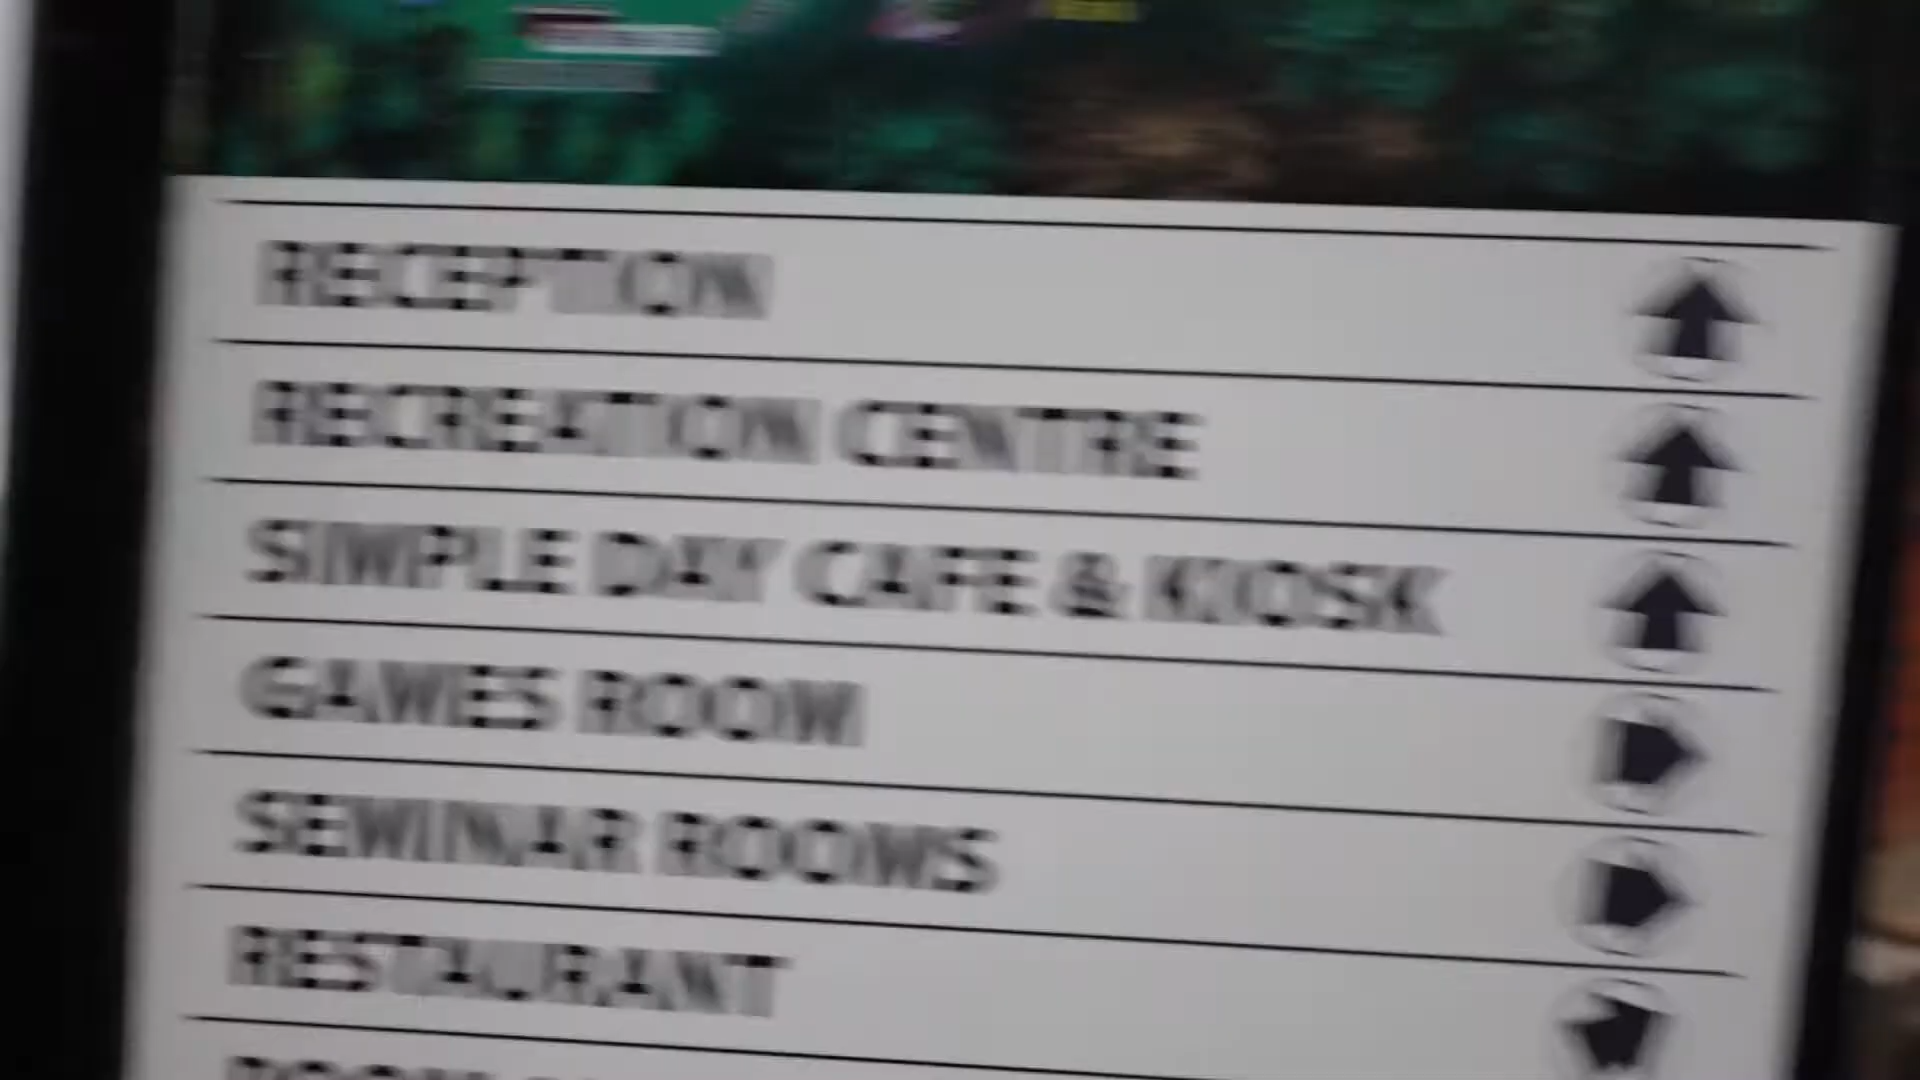 RECEPTION
RECREATION CENTRE
SIMPLE DAY CAFE & KIOSK
GAMES ROOM
SEMINAR ROOMS
RESTAURANT